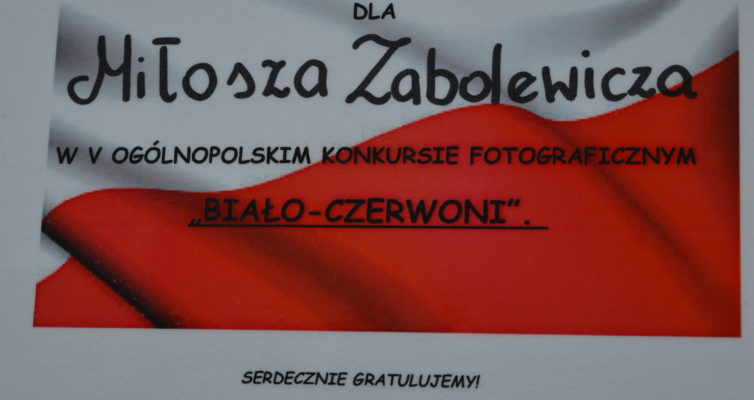 DLA
Miłosza Zabolewicza
W V OGÓLNOPOLSKIM KONKURSIE FOTOGRAFICZNYM
„BIAŁO-CZERWONI”.
SERDECZNIE GRATULUJEMY!